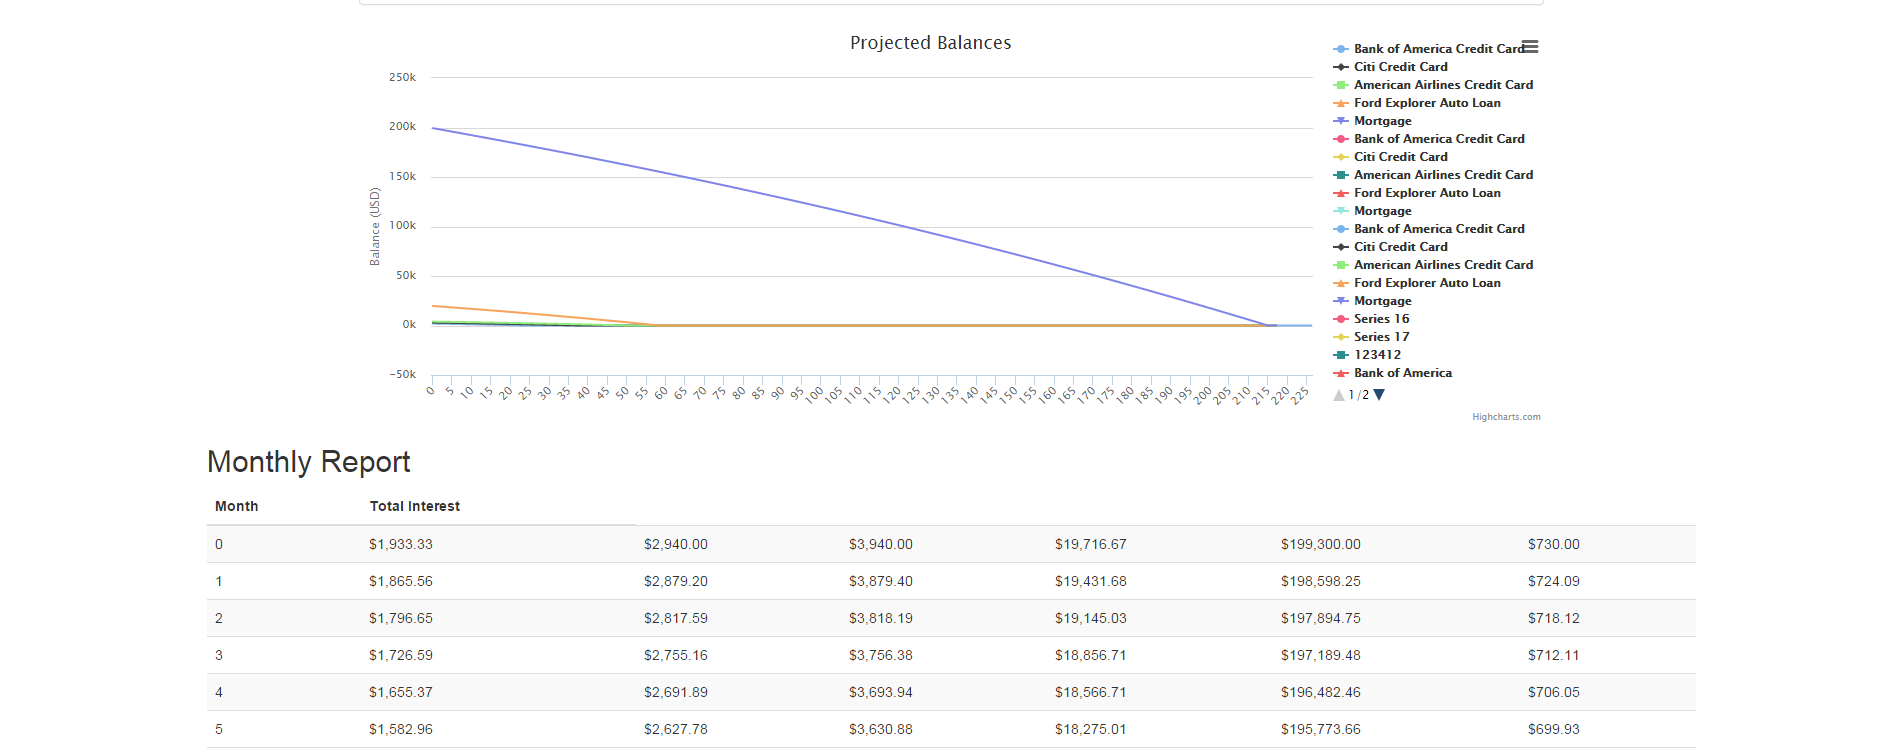 Projected Balances
Balance (USD)
250k
200k
150k
100k
50k
0k
−50k
0 5 10 15 20 25 30 35 40 45 50 55 60 65 70 75 80 85 90 95 100 105 110 115 120 125 130 135 140 145 150 155 160 165 170 175 180 185 190 195 200 205 210 215 220 225
Bank of America Credit Card
Citi Credit Card
American Airlines Credit Card
Ford Explorer Auto Loan
Mortgage
Bank of America Credit Card
Citi Credit Card
American Airlines Credit Card
Ford Explorer Auto Loan
Mortgage
Bank of America Credit Card
Citi Credit Card
American Airlines Credit Card
Ford Explorer Auto Loan
Mortgage
Series 16
Series 17
123412
Bank of America
1/2
Highcharts.com
Monthly Report
Month Total Interest
0 $1,933.33 $2,940.00 $3,940.00 $19,716.67 $199,300.00 $730.00
1 $1,865.56 $2,879.20 $3,879.40 $19,431.68 $198,598.25 $724.09
2 $1,796.65 $2,817.59 $3,818.19 $19,145.03 $197,894.75 $718.12
3 $1,726.59 $2,755.16 $3,756.38 $18,856.71 $197,189.48 $712.11
4 $1,655.37 $2,691.89 $3,693.94 $18,566.71 $196,482.46 $706.05
5 $1,582.96 $2,627.78 $3,630.88 $18,275.01 $195,773.66 $699.93